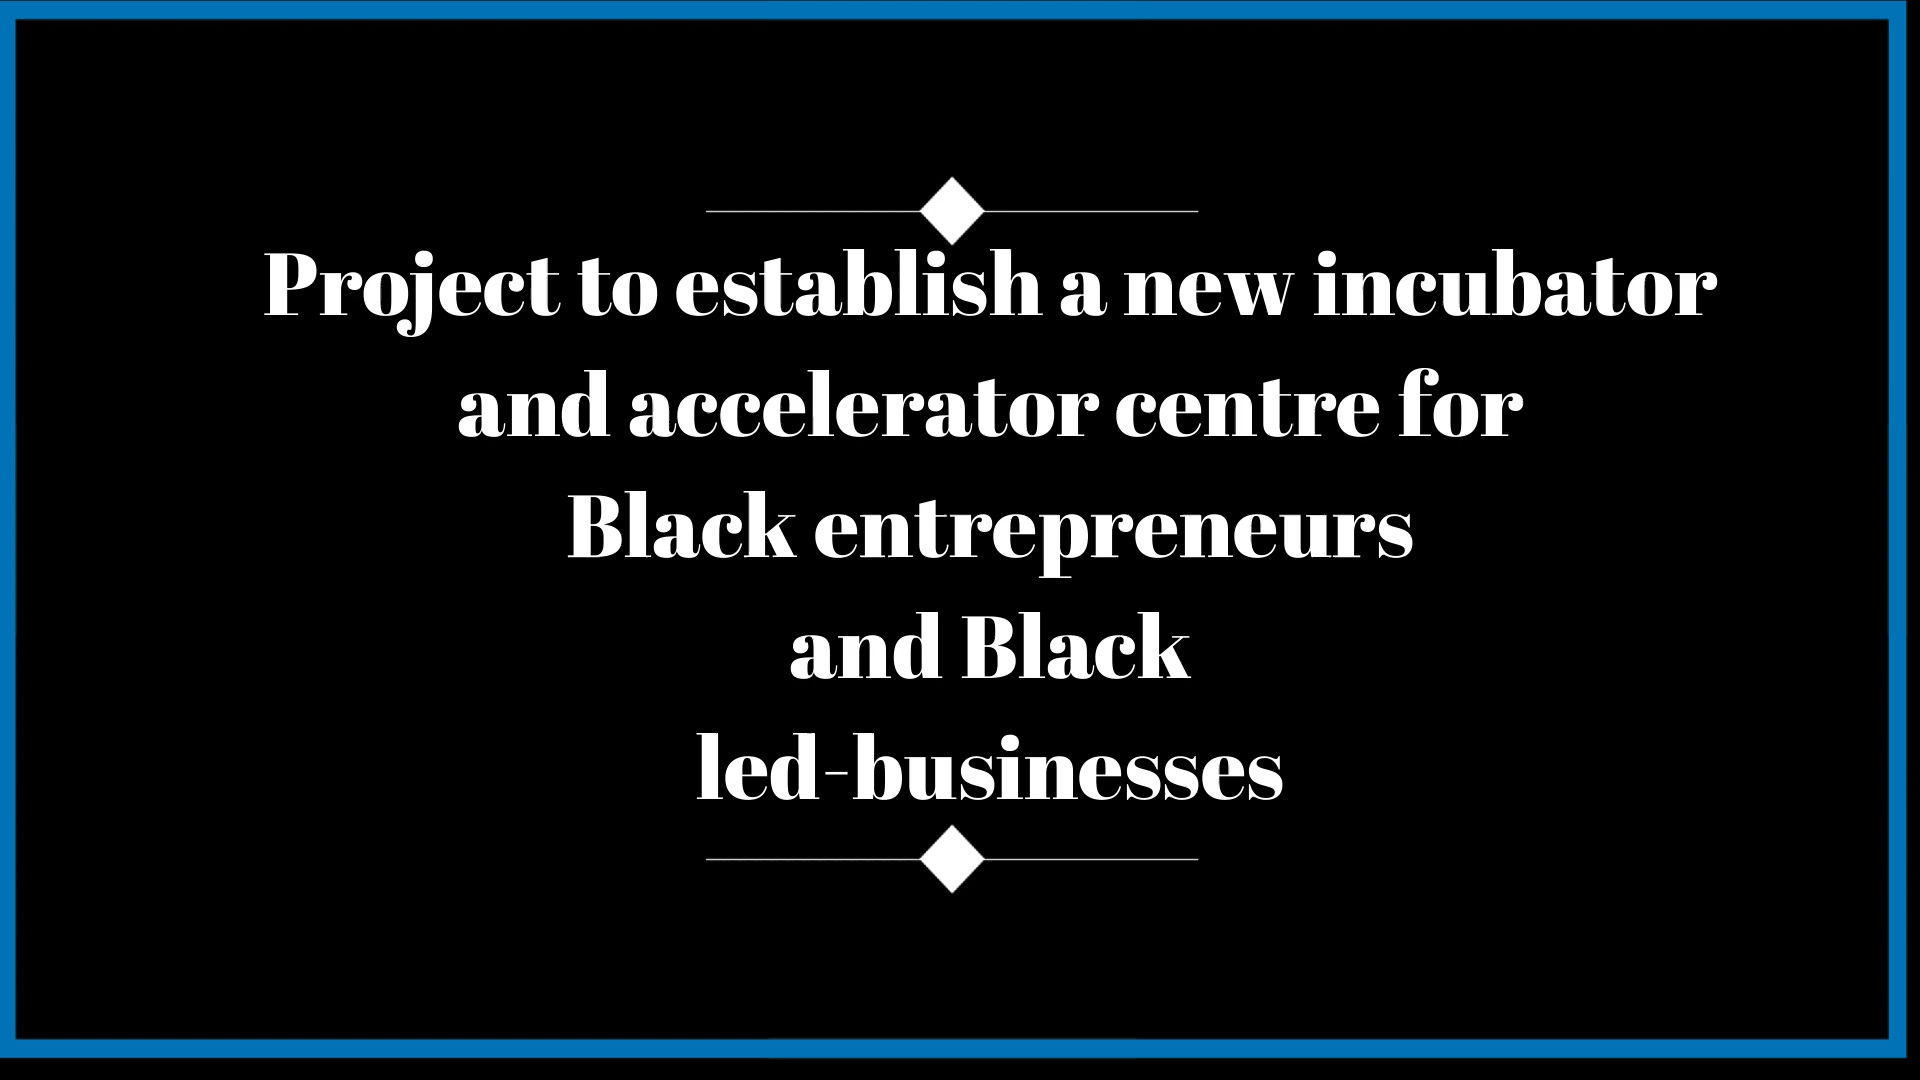 Project to establish a new incubator
and accelerator centre for
Black entrepreneurs
and Black
led-businesses